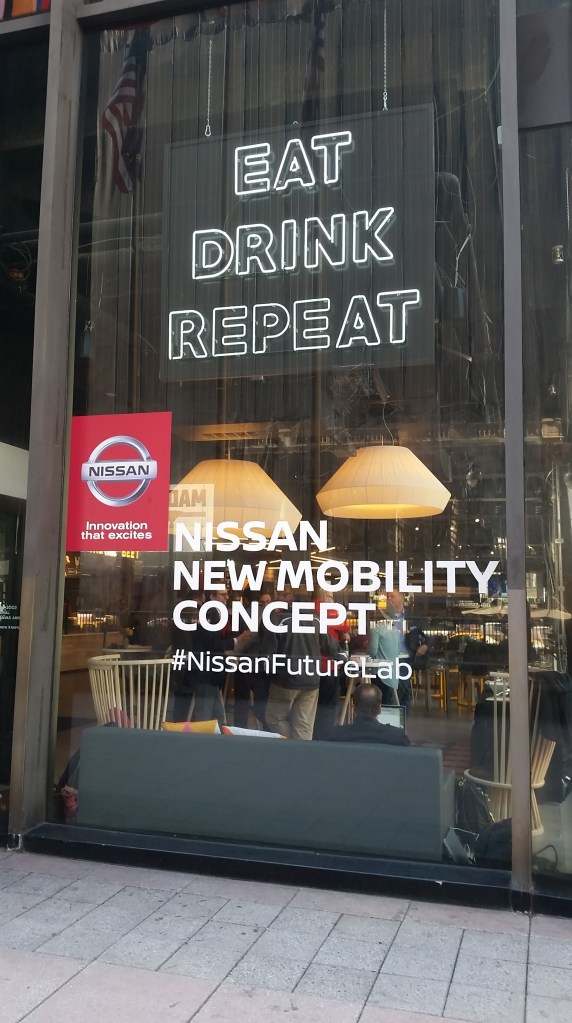 EAT
DRINK
REPEAT
NISSAN
Innovation
that excites
NISSAN
NEW MOBILITY
CONCEPT
#NissanFutureLab